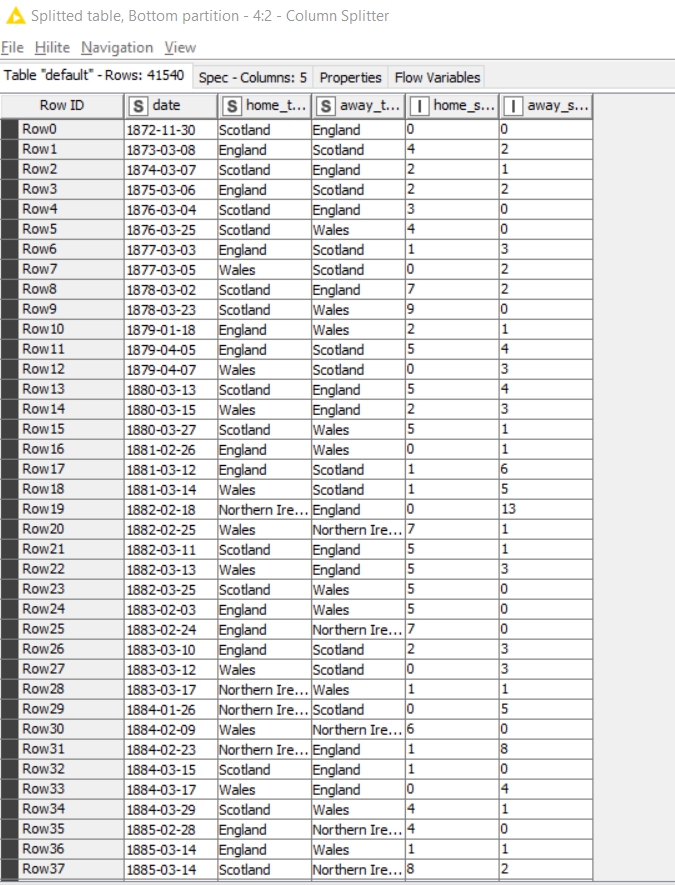 Splitted table, Bottom partition - 4:2 - Column Splitter
File Hilite Navigation View
Table "default" - Rows: 41540 Spec - Columns: 5 Properties Flow Variables
Row ID S date S home_t... S away_t... I home_s... I away_s...
Row0 1872-11-30 Scotland England 0 0
Row1 1873-03-08 England Scotland 4 2
Row2 1874-03-07 Scotland England 2 1
Row3 1875-03-06 England Scotland 2 2
Row4 1876-03-04 Scotland England 3 0
Row5 1876-03-25 Scotland Wales 4 0
Row6 1877-03-03 England Scotland 1 3
Row7 1877-03-05 Wales Scotland 0 2
Row8 1878-03-02 Scotland England 7 2
Row9 1878-03-23 Scotland Wales 9 0
Row10 1879-01-18 England Wales 2 1
Row11 1879-04-05 England Scotland 5 4
Row12 1879-04-07 Wales Scotland 0 3
Row13 1880-03-13 Scotland England 5 4
Row14 1880-03-15 Wales England 2 3
Row15 1880-03-27 Scotland Wales 5 1
Row16 1881-02-26 England Wales 0 1
Row17 1881-03-12 England Scotland 1 6
Row18 1881-03-14 Wales Scotland 1 5
Row19 1882-02-18 Northern Ire... England 0 13
Row20 1882-02-25 Wales Northern Ire... 7 1
Row21 1882-03-11 Scotland England 5 1
Row22 1882-03-13 Wales England 5 3
Row23 1882-03-25 Scotland Wales 5 0
Row24 1883-02-03 England Wales 5 0
Row25 1883-02-24 England Northern Ire... 7 0
Row26 1883-03-10 England Scotland 2 3
Row27 1883-03-12 Wales Scotland 0 3
Row28 1883-03-17 Northern Ire... Wales 1 1
Row29 1884-01-26 Northern Ire... Scotland 0 5
Row30 1884-02-09 Wales Northern Ire... 6 0
Row31 1884-02-23 Northern Ire... England 1 8
Row32 1884-03-15 Scotland England 1 0
Row33 1884-03-17 Wales England 0 4
Row34 1884-03-29 Scotland Wales 4 1
Row35 1885-02-28 England Northern Ire... 4 0
Row36 1885-03-14 England Wales 1 1
Row37 1885-03-14 Scotland Northern Ire... 8 2